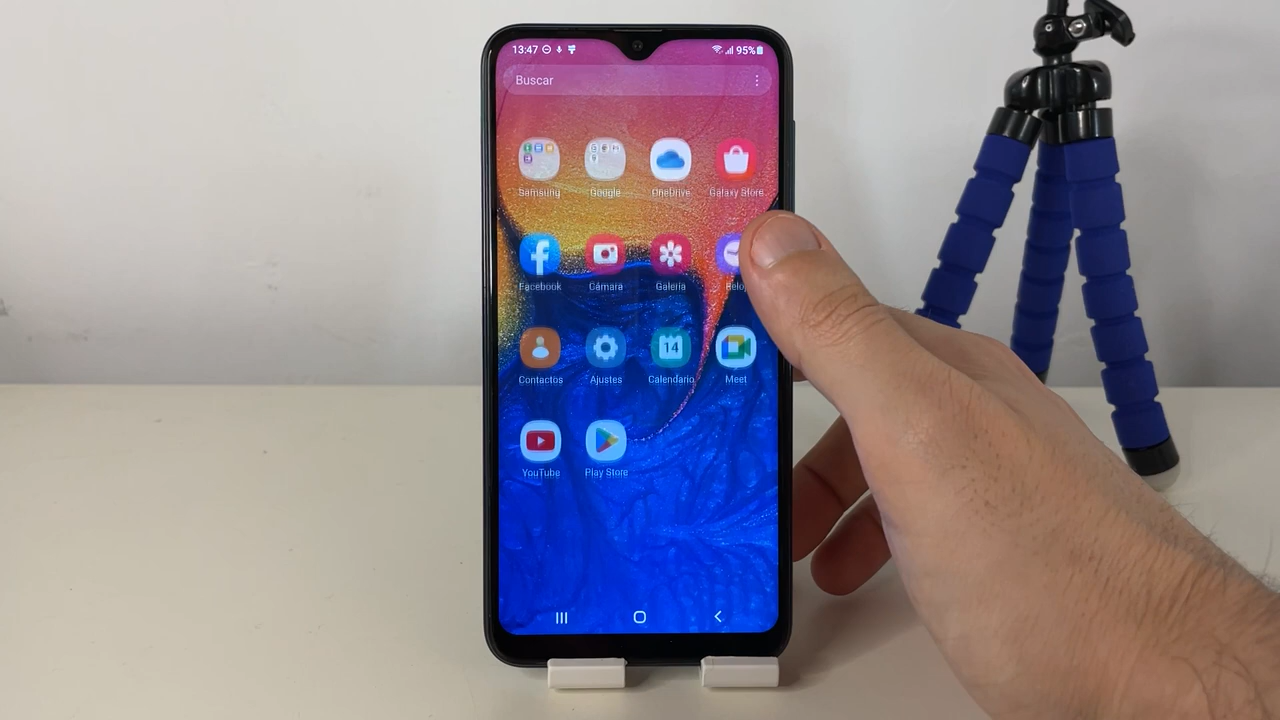 13:47 95%
Buscar
Samsung Google OneDrive Galaxy Store
Facebook Cámara Galería Reloj
14
Contactos Ajustes Calendario Meet
YouTube Play Store